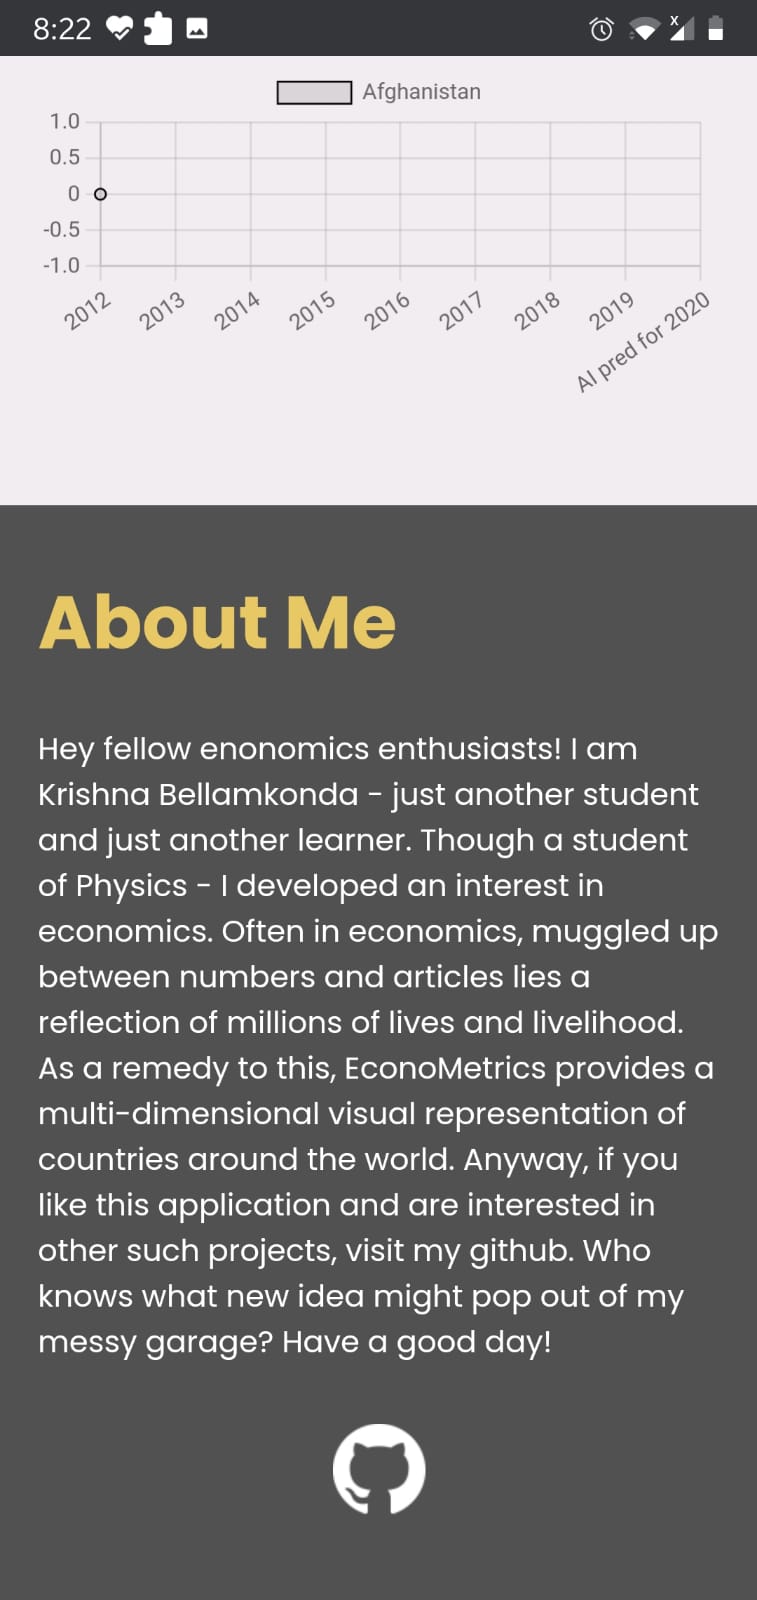 8:22
x
Afghanistan
1.0
0.5
0
-0.5
-1.0
2012 2013 2014 2015 2016 2017 2018 2019 AI pred for 2020
About Me
Hey fellow enonomics enthusiasts! I am
Krishna Bellamkonda - just another student
and just another learner. Though a student
of Physics - I developed an interest in
economics. Often in economics, muggled up
between numbers and articles lies a
reflection of millions of lives and livelihood.
As a remedy to this, EconoMetrics provides a
multi-dimensional visual representation of
countries around the world. Anyway, if you
like this application and are interested in
other such projects, visit my github. Who
knows what new idea might pop out of my
messy garage? Have a good day!